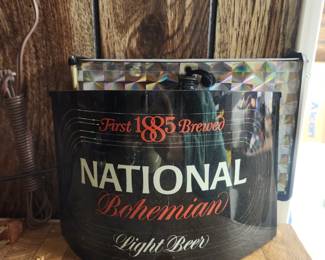 First 1885 Brewed
NATIONAL
Bohemian
Light Beer